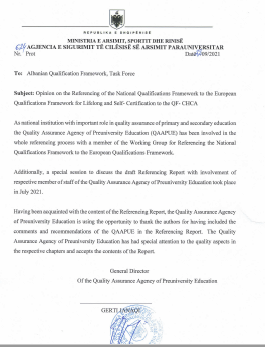 REPUBLIKA E SHQIPËRISË
MINISTRIA E ARSIMIT, SPORTIT DHE RINISË
AGJENCIA E SIGURIMIT TË CILËSISË SË ARSIMIT PARAUNIVERSITAR
Nr. Prot Datë /09/2021
To: Albanian Qualification Framework, Task Force
Subject: Opinion on the Referencing of the National Qualifications Framework to the European
Qualifications Framework for Lifelong and Self- Certification to the QF- CHCA
As national institution with important role in quality assurance of primary and secondary education
the Quality Assurance Agency of Preuniversity Education (QAAPUE) has been involved in the
whole referencing process with a member of the Working Group for Referencing the National
Qualifications Framework to the European Qualifications Framework.
Additionally, a special session to discuss the draft Referencing Report with involvement of
respective member of staff of the Quality Assurance Agency of Preuniversity Education took place
in July 2021.
Having been acquainted with the content of the Referencing Report, the Quality Assurance Agency
of Preuniversity Education is using the opportunity to thank the authors for having included the
comments and recommendations of the QAAPUE in the Referencing Report. The Quality
Assurance Agency of Preuniversity Education has had special attention to the quality aspects in
the respective chapters and accepts the contents of the Report.
General Director
Of the Quality Assurance Agency of Preuniversity Education